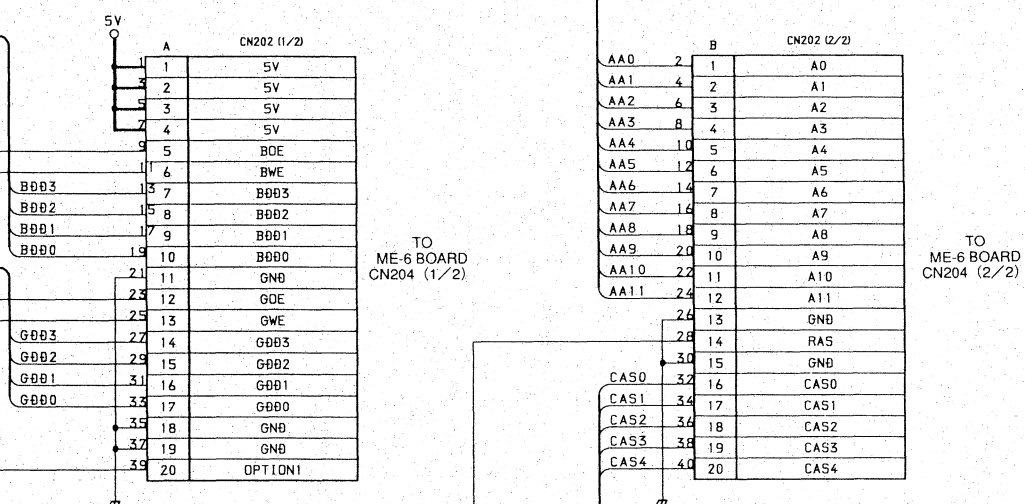 5V
A CN202 (1/2)
1 1 5V
3 2 5V
5 3 5V
7 4 5V
9 5 BOE
11 6 BWE
BDD3 13 7 BDD3
BDD2 15 8 BDD2
BDD1 17 9 BDD1
BDD0 19 10 BDD0
21 11 GND
23 12 GOE
25 13 GWE
GDD3 27 14 GDD3
GDD2 29 15 GDD2
GDD1 31 16 GDD1
GDD0 33 17 GDD0
35 18 GND
37 19 GND
39 20 OPTION1
TO
ME-6 BOARD
CN204 (1/2)
B CN202 (2/2)
AA0 2 1 A0
AA1 4 2 A1
AA2 6 3 A2
AA3 8 4 A3
AA4 10 5 A4
AA5 12 6 A5
AA6 14 7 A6
AA7 16 8 A7
AA8 18 9 A8
AA9 20 10 A9
AA10 22 11 A10
AA11 24 12 A11
26 13 GND
28 14 RAS
30 15 GND
CAS0 32 16 CAS0
CAS1 34 17 CAS1
CAS2 36 18 CAS2
CAS3 38 19 CAS3
CAS4 40 20 CAS4
TO
ME-6 BOARD
CN204 (2/2)